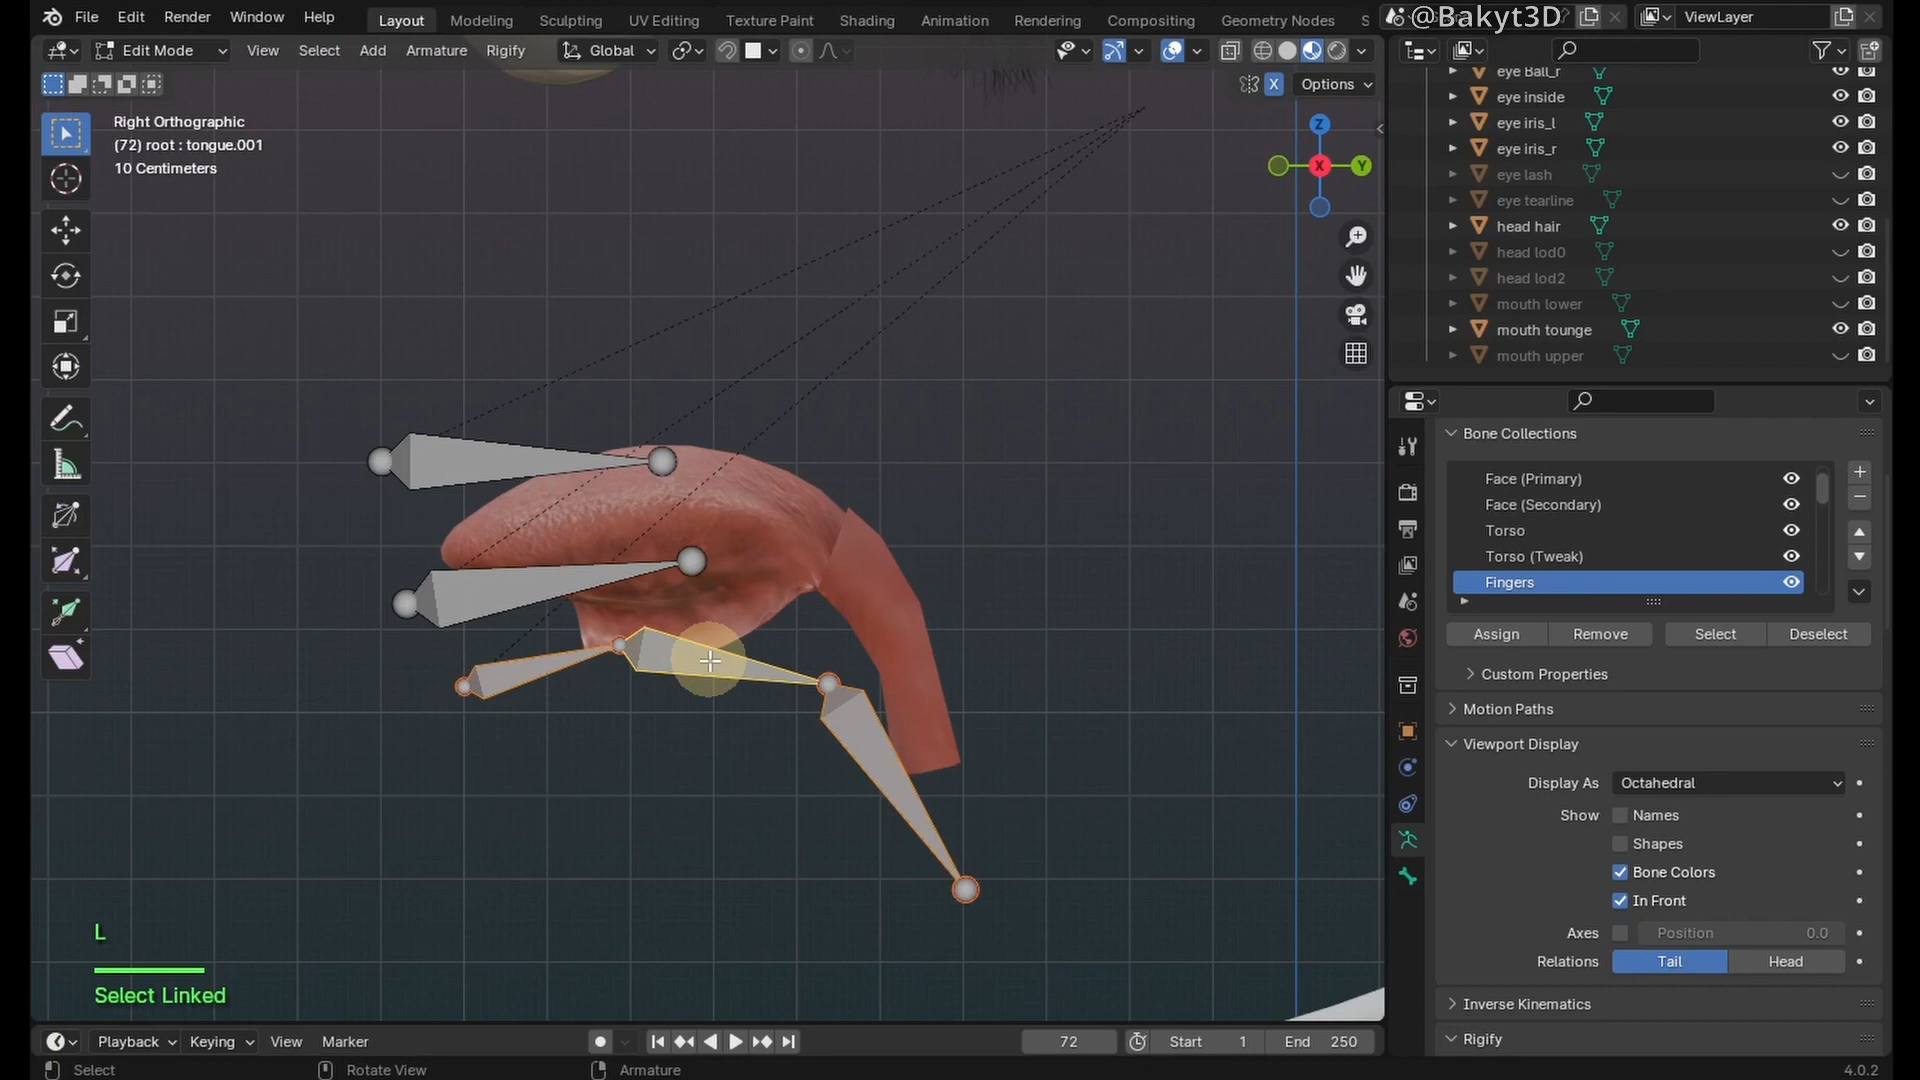 File Edit Render Window Help Layout Modeling Sculpting UV Editing Texture Paint Shading Animation Rendering Compositing Geometry Nodes S @Bakyt3D ViewLayer
Edit Mode View Select Add Armature Rigify Global
X Options
Right Orthographic
(72) root : tongue.001
10 Centimeters
Z
X
Y
eye Ball_r
eye inside
eye iris_l
eye iris_r
eye lash
eye tearline
head hair
head lod0
head lod2
mouth lower
mouth tounge
mouth upper
Bone Collections
Face (Primary)
Face (Secondary)
Torso
Torso (Tweak)
Fingers
Assign Remove Select Deselect
Custom Properties
Motion Paths
Viewport Display
Display As Octahedral
Show Names
Shapes
Bone Colors
In Front
Axes Position 0.0
Relations Tail Head
Inverse Kinematics
Rigify
L
Select Linked
Playback Keying View Marker 72 Start 1 End 250
Select Rotate View Armature 4.0.2